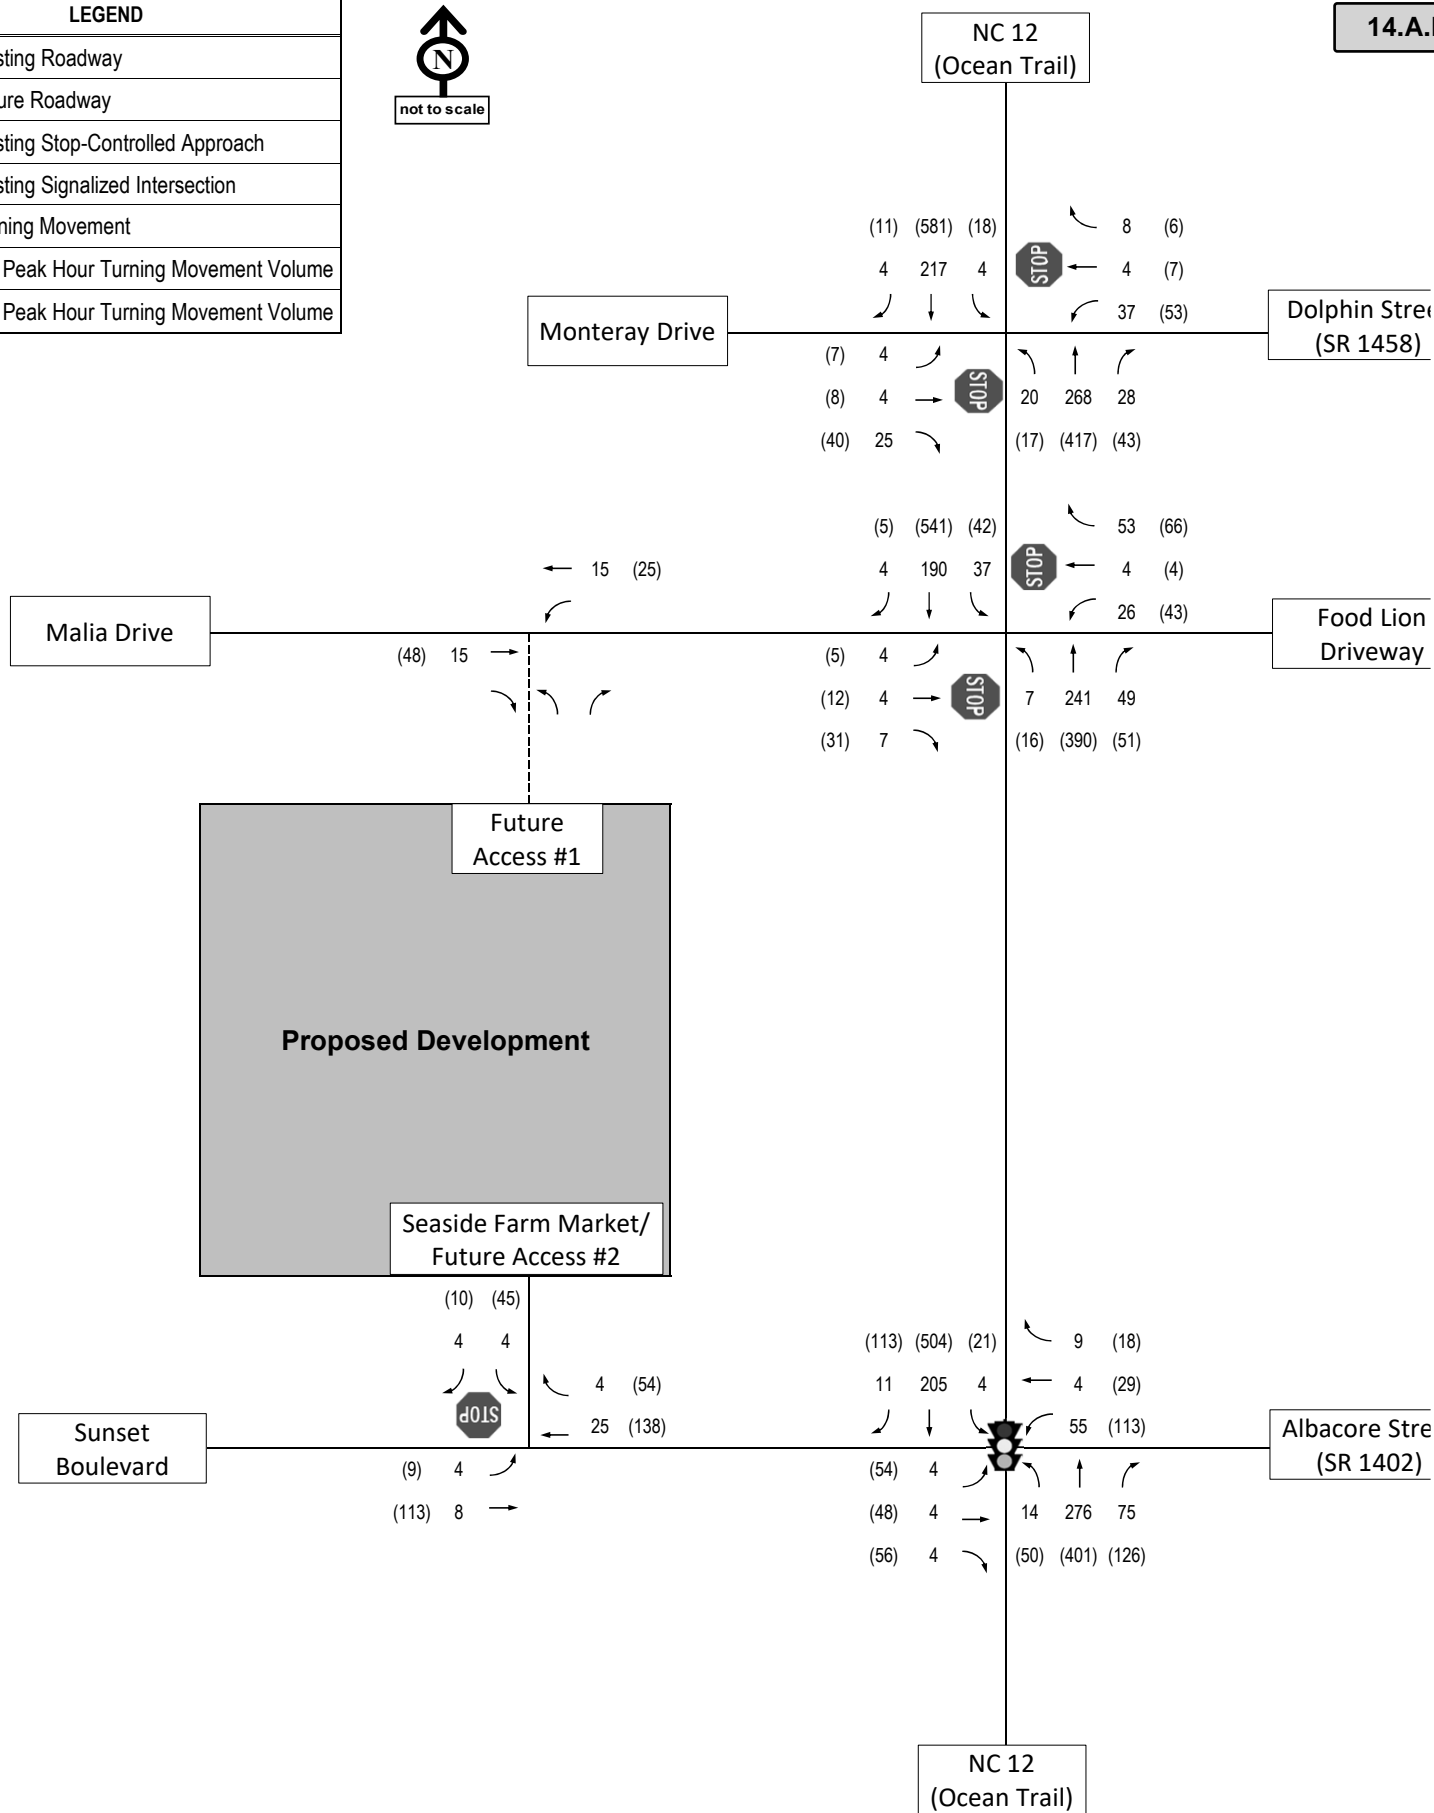 LEGEND
sting Roadway
ure Roadway
sting Stop-Controlled Approach
sting Signalized Intersection
ning Movement
Peak Hour Turning Movement Volume
Peak Hour Turning Movement Volume
N
not to scale
NC 12
(Ocean Trail)
14.A.
(11) (581) (18)
4 217 4
STOP
8 (6)
4 (7)
37 (53)
Monteray Drive
Dolphin Stree
(SR 1458)
(7) 4
(8) 4
(40) 25
STOP
20 268 28
(17) (417) (43)
(5) (541) (42)
4 190 37
STOP
53 (66)
4 (4)
26 (43)
15 (25)
Malia Drive
(48) 15
Food Lion
Driveway
(5) 4
(12) 4
(31) 7
STOP
7 241 49
(16) (390) (51)
Future
Access #1
Proposed Development
Seaside Farm Market/
Future Access #2
(10) (45)
4 4
STOP
4 (54)
25 (138)
Sunset
Boulevard
(9) 4
(113) 8
(113) (504) (21)
11 205 4
9 (18)
4 (29)
55 (113)
Albacore Stre
(SR 1402)
(54) 4
(48) 4
(56) 4
14 276 75
(50) (401) (126)
NC 12
(Ocean Trail)